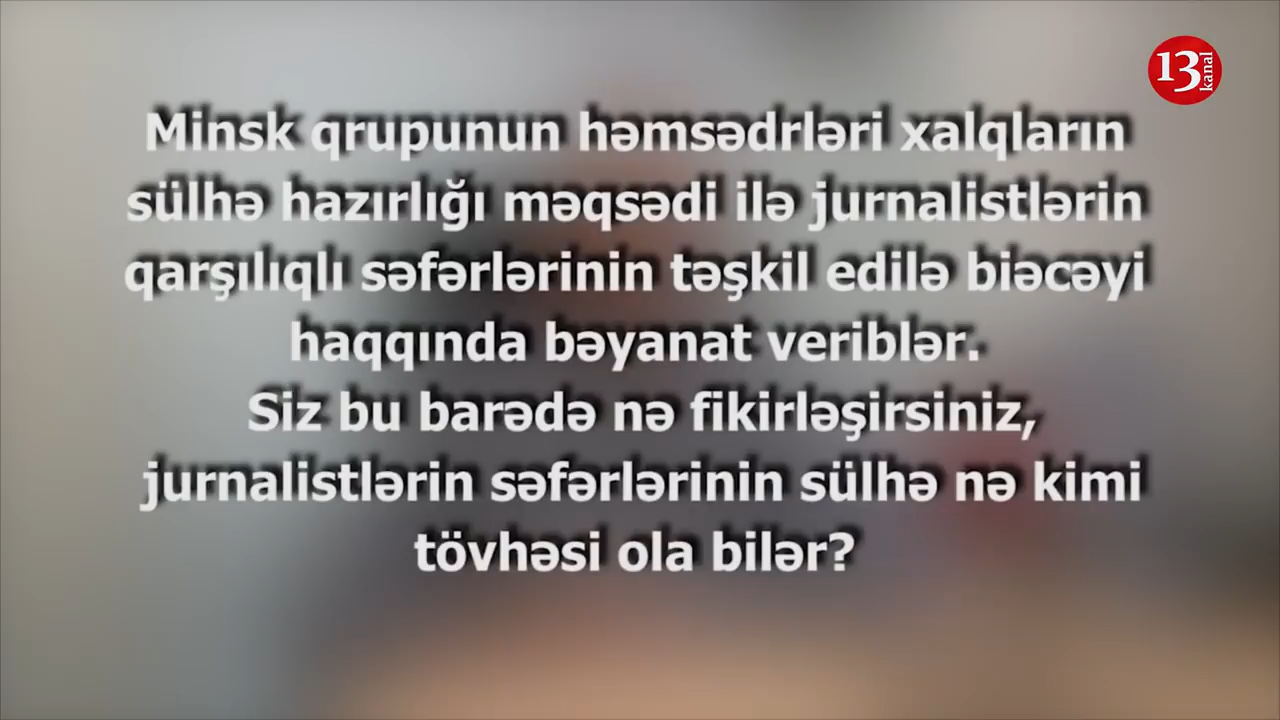 13 kanal
Minsk qrupunun həmsədrləri xalqların
sülhə hazırlığı məqsədi ilə jurnalistlərin
qarşılıqlı səfərlərinin təşkil edilə biəcəyi
haqqında bəyanat veriblər.
Siz bu barədə nə fikirləşirsiniz,
jurnalistlərin səfərlərinin sülhə nə kimi
tövhəsi ola bilər?